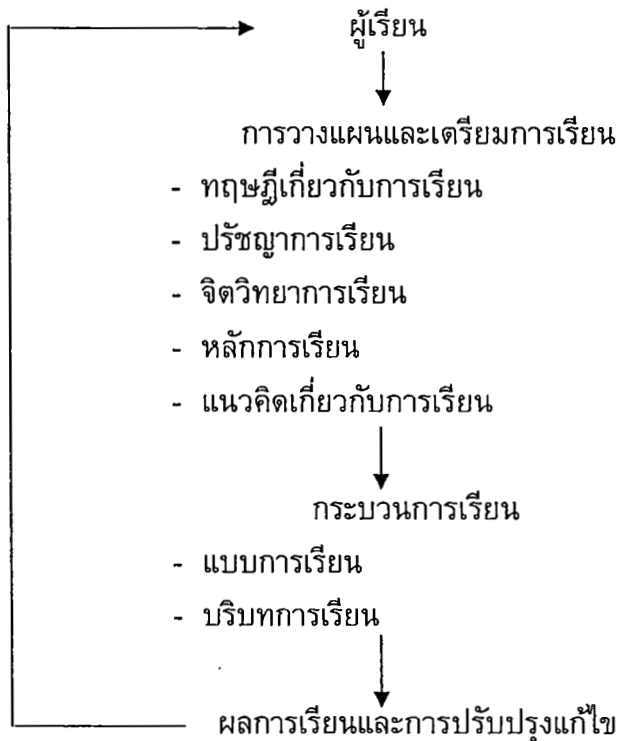 ผู้เรียน
การวางแผนและเตรียมการเรียน
- ทฤษฎีเกี่ยวกับการเรียน
- ปรัชญาการเรียน
- จิตวิทยาการเรียน
- หลักการเรียน
- แนวคิดเกี่ยวกับการเรียน
กระบวนการเรียน
- แบบการเรียน
- บริบทการเรียน
ผลการเรียนและการปรับปรุงแก้ไข